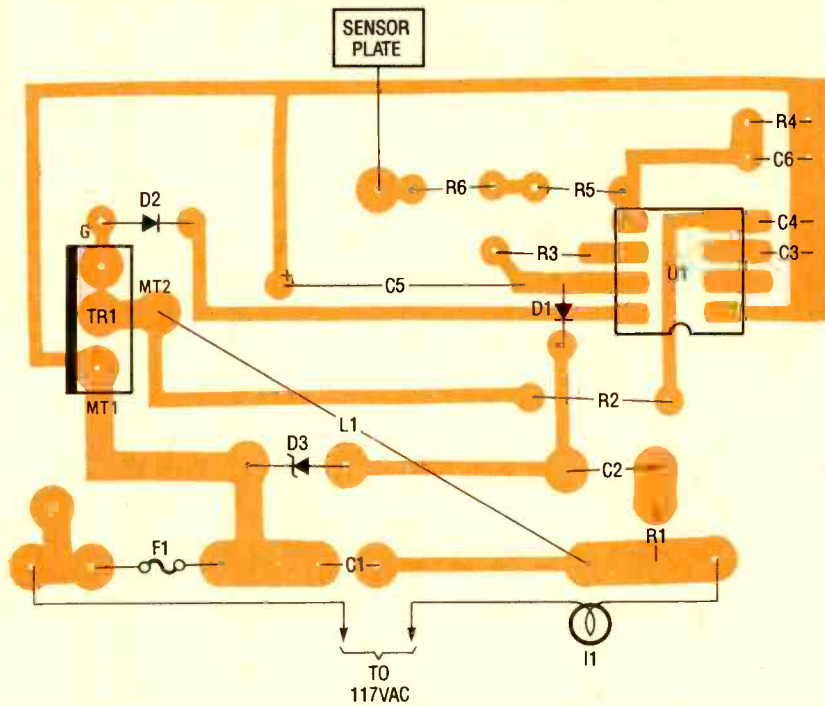 SENSOR
PLATE
R4
C6
R6
R5
D2
G
C4
R3
C3
U1
MT2
+
C5
TR1
D1
MT1
R2
L1
D3
C2
R1
F1
C1
I1
TO
117VAC